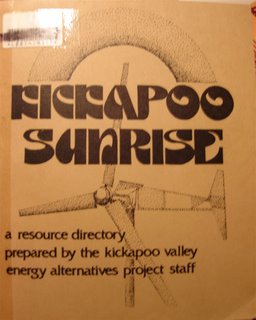 KICKAPOO
SUNRISE
a resource directory
prepared by the kickapoo valley
energy alternatives project staff